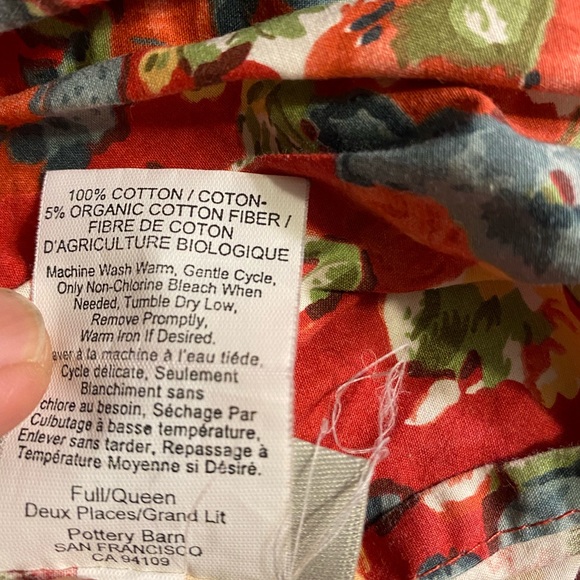 100% COTTON / COTON-
5% ORGANIC COTTON FIBER /
FIBRE DE COTON
D'AGRICULTURE BIOLOGIQUE
Machine Wash Warm, Gentle Cycle,
Only Non-Chlorine Bleach When
Needed, Tumble Dry Low,
Remove Promptly,
Warm Iron If Desired.
aver à la machine à l'eau tiéde,
Cycle délicate, Seulement
Blanchiment sans
chlore au besoin, Séchage Par
Culbutage à basse température,
Enlever sans tarder, Repassage à
Température Moyenne si Désiré.
Full/Queen
Deux Places/Grand Lit
Pottery Barn
SAN FRANCISCO
CA 94109